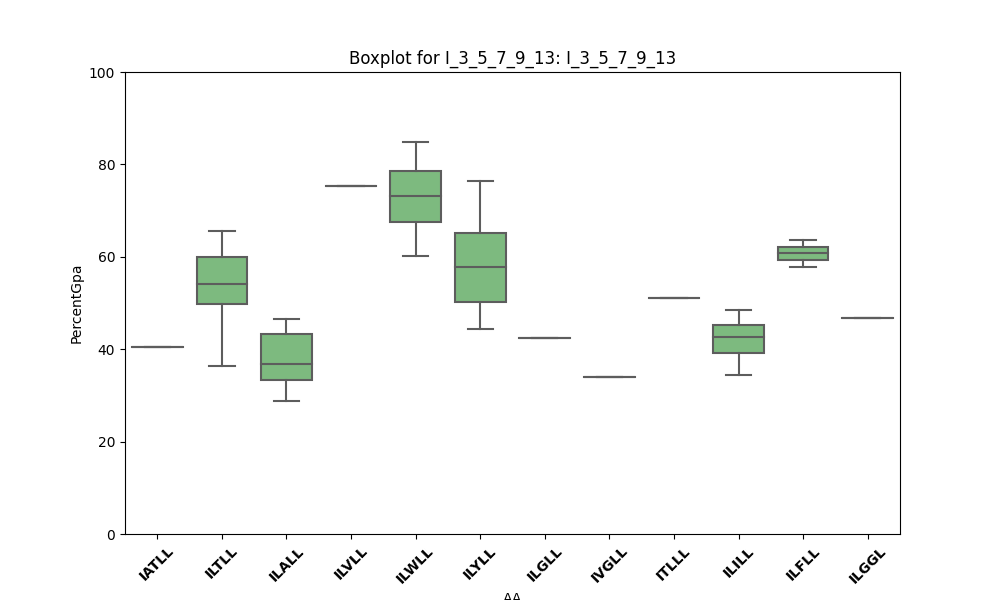 Boxplot for I_3_5_7_9_13: I_3_5_7_9_13
100
80
60
40
20
0
PercentGpa
IATLL
ILTLL
ILALL
ILVLL
ILWLL
ILYLL
ILGLL
IVGLL
ITLLL
ILILL
ILFLL
ILGGL
AA